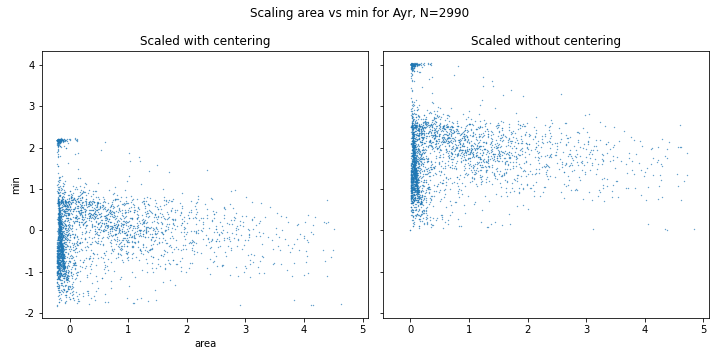 Scaling area vs min for Ayr, N=2990
Scaled with centering
Scaled without centering
4
3
2
1
0
-1
-2
min
0 1 2 3 4 5
0 1 2 3 4 5
area